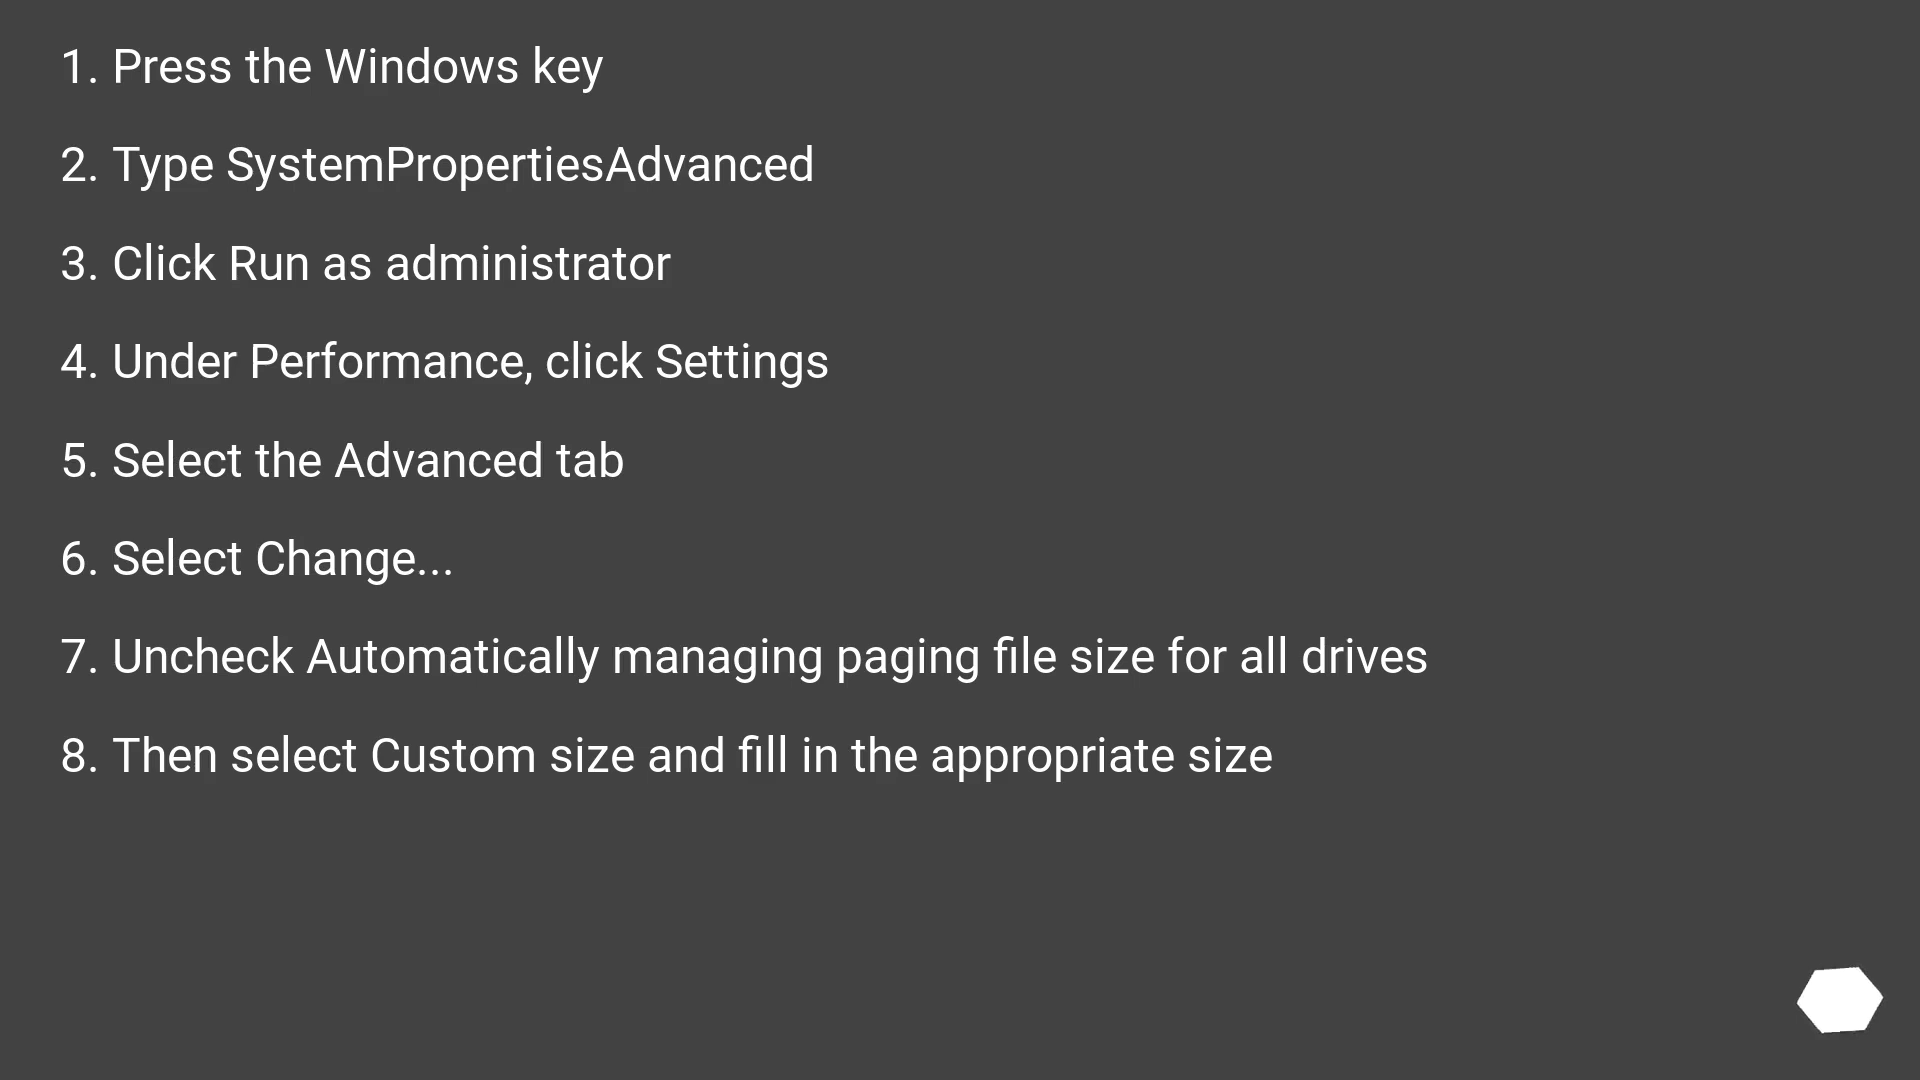 1. Press the Windows key
2. Type SystemPropertiesAdvanced
3. Click Run as administrator
4. Under Performance, click Settings
5. Select the Advanced tab
6. Select Change...
7. Uncheck Automatically managing paging file size for all drives
8. Then select Custom size and fill in the appropriate size